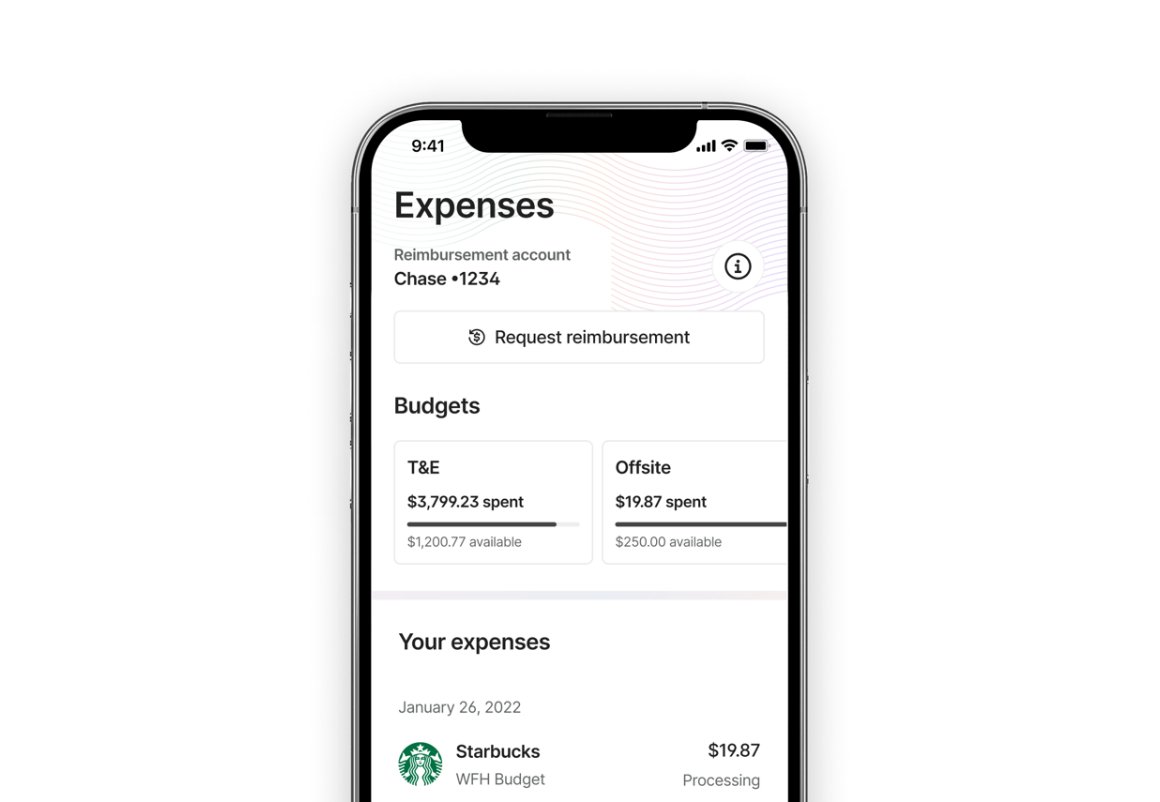 9:41
Expenses
Reimbursement account
Chase •1234
Request reimbursement
Budgets
T&E
$3,799.23 spent
$1,200.77 available
Offsite
$19.87 spent
$250.00 available
Your expenses
January 26, 2022
Starbucks
$19.87
WFH Budget
Processing